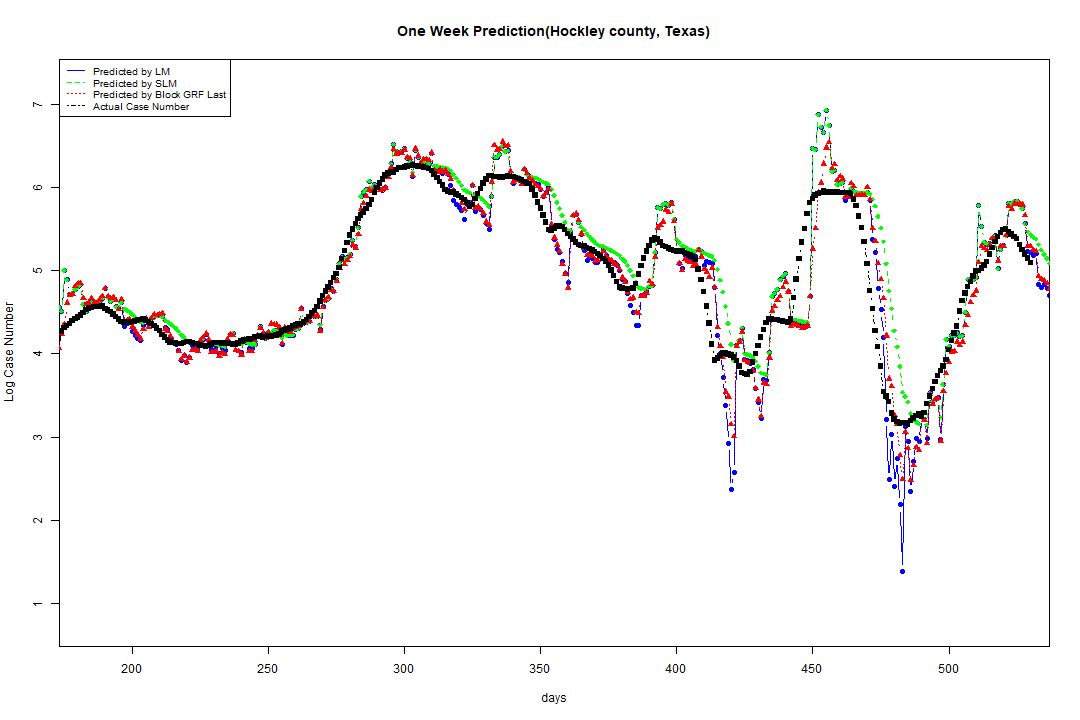 One Week Prediction(Hockley county, Texas)
Predicted by LM
Predicted by SLM
Predicted by Block GRF Last
Actual Case Number
7
6
5
4
3
2
1
Log Case Number
200 250 300 350 400 450 500
days